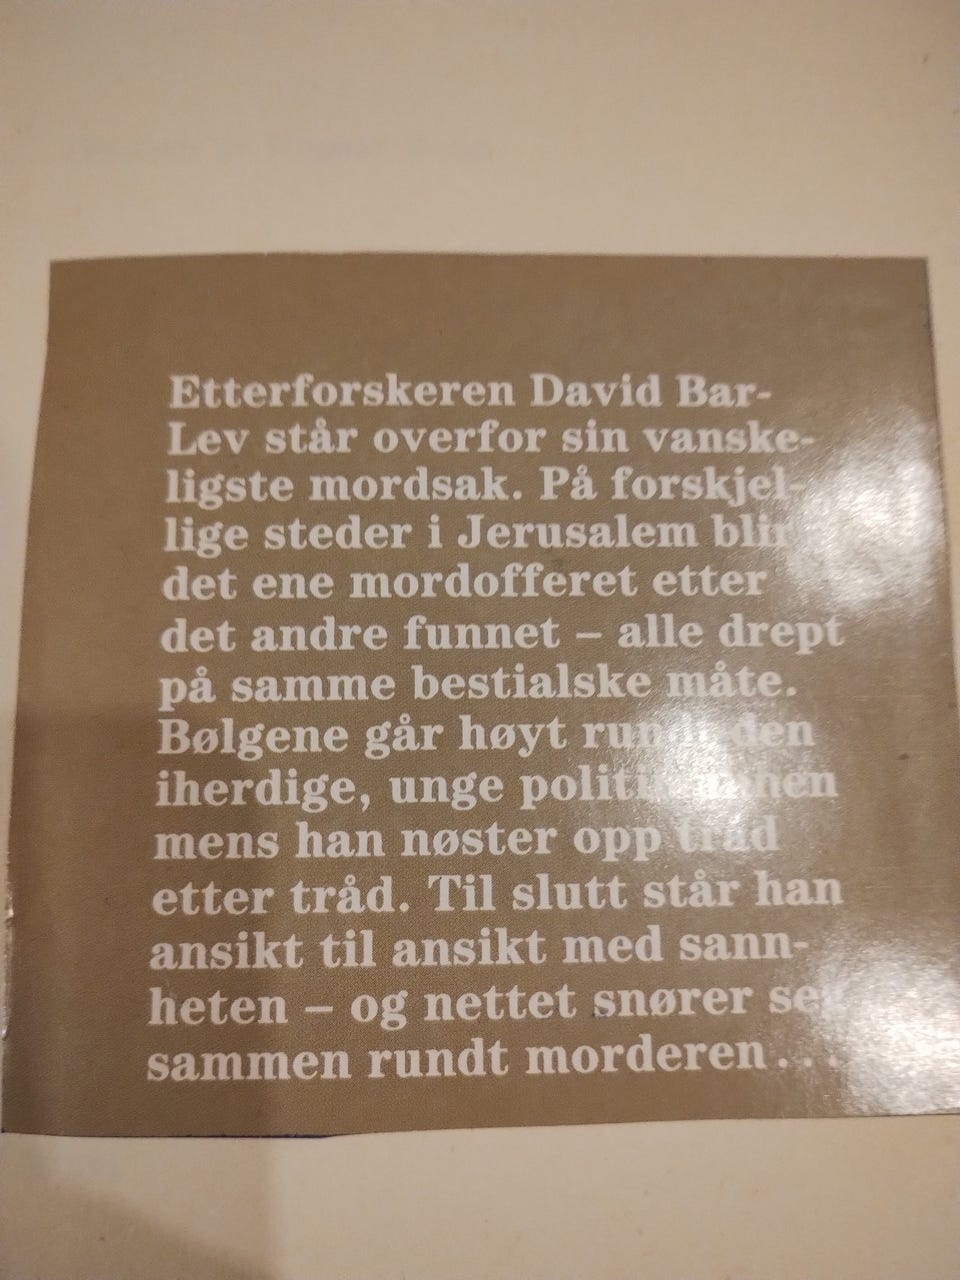 Etterforskeren David Bar-
Lev står overfor sin vanske-
ligste mordsak. På forskjel-
lige steder i Jerusalem blir
det ene mordofferet etter
det andre funnet – alle drept
på samme bestialske måte.
Bølgene går høyt rundt den
iherdige, unge politimannen
mens han nøster opp tråd
etter tråd. Til slutt står han
ansikt til ansikt med sann-
heten – og nettet snører seg
sammen rundt morderen...